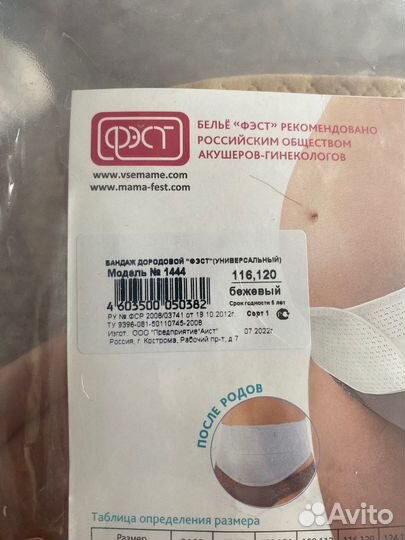 ФЭСТ
БЕЛЬЁ "ФЭСТ" РЕКОМЕНДОВАНО
РОССИЙСКИМ ОБЩЕСТВОМ
АКУШЕРОВ-ГИНЕКОЛОГОВ
www.vsemame.com
www.mama-fest.com
БАНДАЖ ДОРОДОВОЙ "ФЭСТ"(УНИВЕРСАЛЬНЫЙ)
Модель № 1444
116,120
бежевый
4 603500 050382
Срок годности 5 лет
РУ № ФСР 2008/03741 от 19.10.2012г.
Сорт 1
ТУ 9396-081-50110745-2008
Изгот. ООО "Предприятие"Аист"
07.2022г.
Россия, г. Кострома, Рабочий пр-т, д.7
ПОСЛЕ РОДОВ
Таблица определения размера
Размер
116,120
Avito